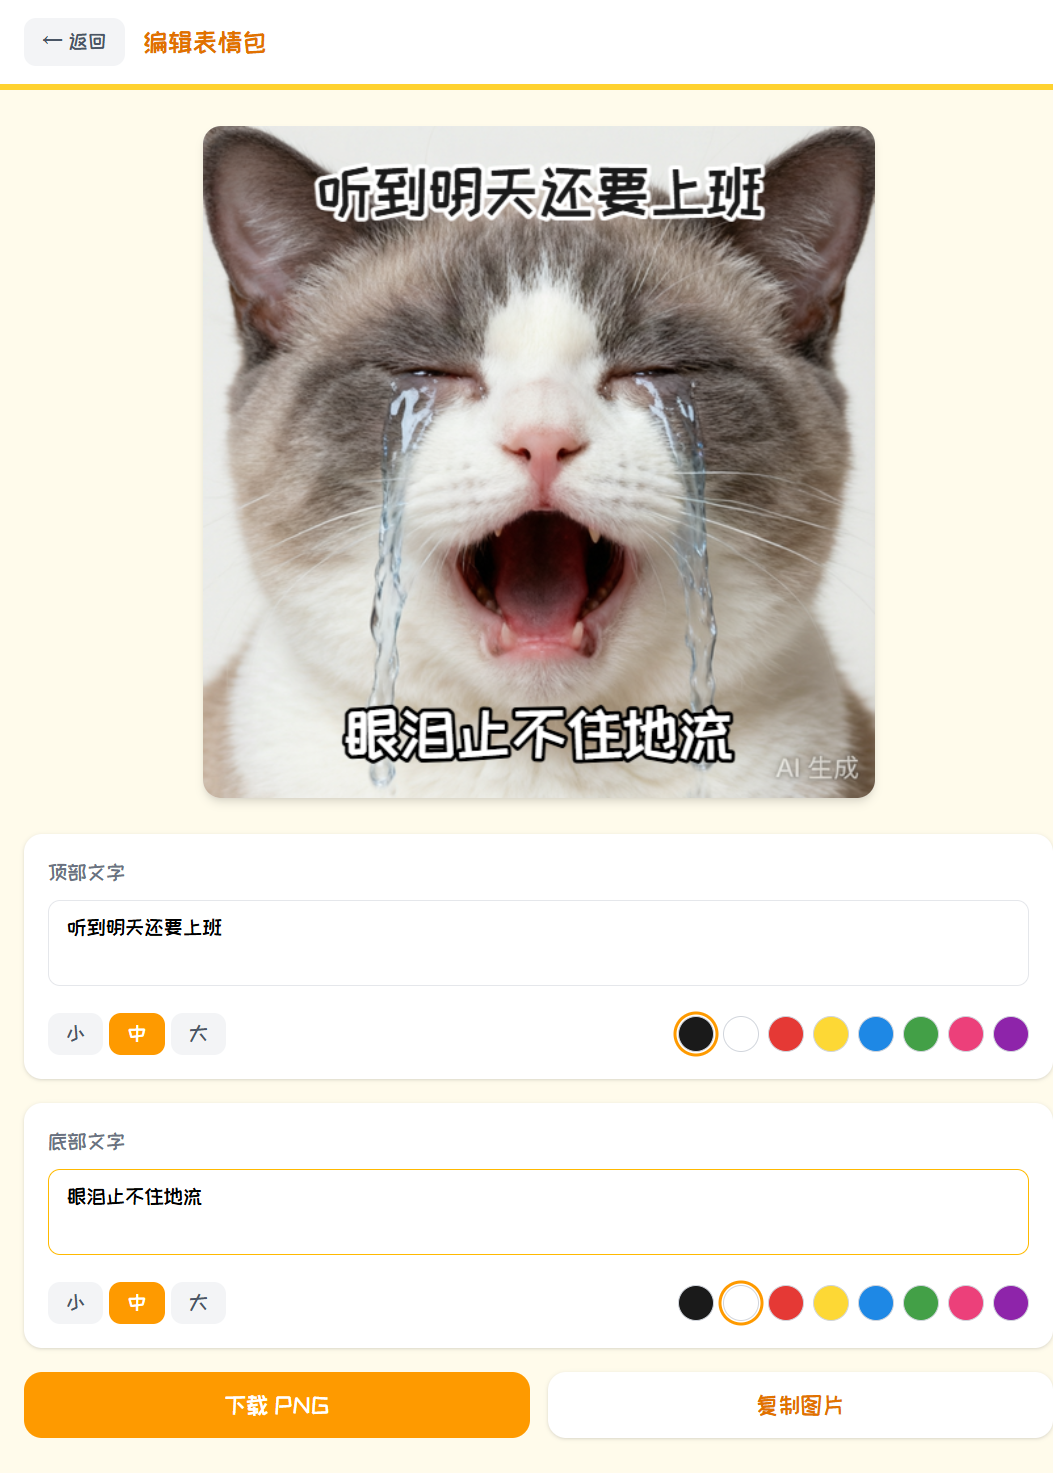 ← 返回
编辑表情包
听到明天还要上班
眼泪止不住地流
AI 生成
顶部文字
听到明天还要上班
小 中 大
底部文字
眼泪止不住地流
小 中 大
下载 PNG
复制图片